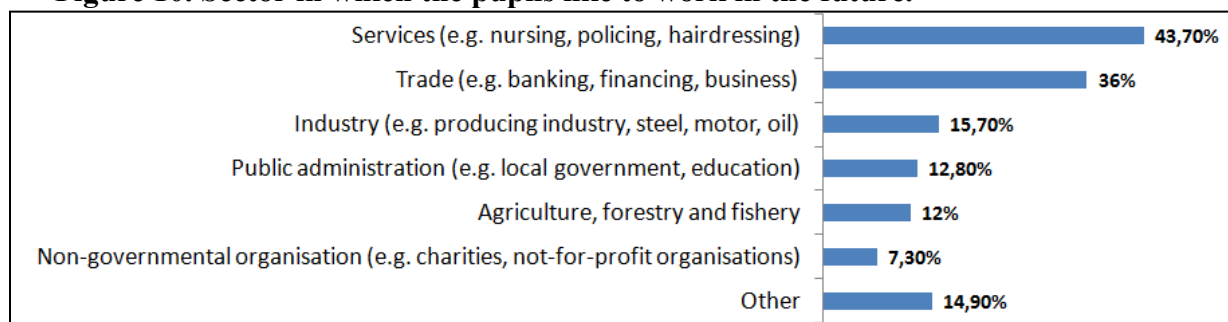 Services (e.g. nursing, policing, hairdressing) 43,70%
Trade (e.g. banking, financing, business) 36%
Industry (e.g. producing industry, steel, motor, oil) 15,70%
Public administration (e.g. local government, education) 12,80%
Agriculture, forestry and fishery 12%
Non-governmental organisation (e.g. charities, not-for-profit organisations) 7,30%
Other 14,90%